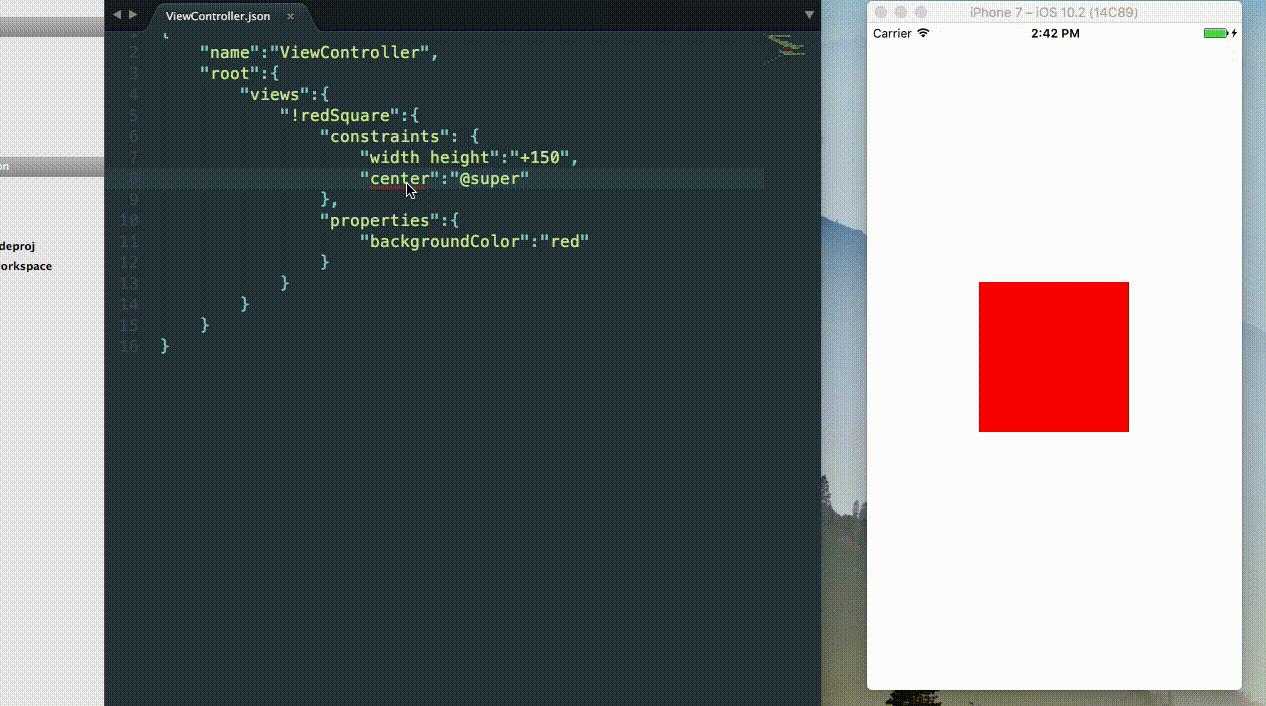 ViewController.json ×
1 {
2 "name":"ViewController",
3 "root":{
4 "views":{
5 "!redSquare":{
6 "constraints": {
7 "width height":"+150",
8 "center":"@super"
9 },
10 "properties":{
11 "backgroundColor":"red"
12 }
13 }
14 }
15 }
16 }
on
deproj
orkspace
iPhone 7 – iOS 10.2 (14C89)
Carrier 2:42 PM